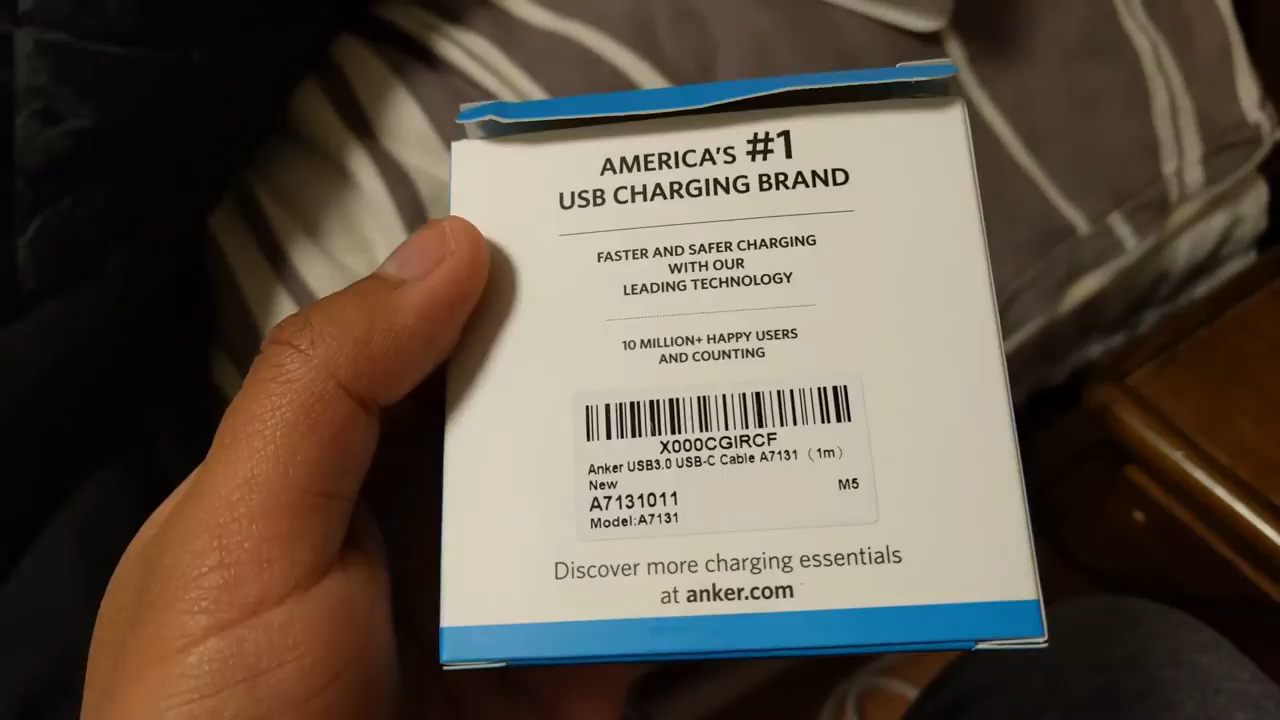 AMERICA'S #1
USB CHARGING BRAND
FASTER AND SAFER CHARGING
WITH OUR
LEADING TECHNOLOGY
10 MILLION+ HAPPY USERS
AND COUNTING
X000CGIRCF
Anker USB3.0 USB-C Cable A7131（1m）
New
A7131011 M5
Model:A7131
Discover more charging essentials
at anker.com